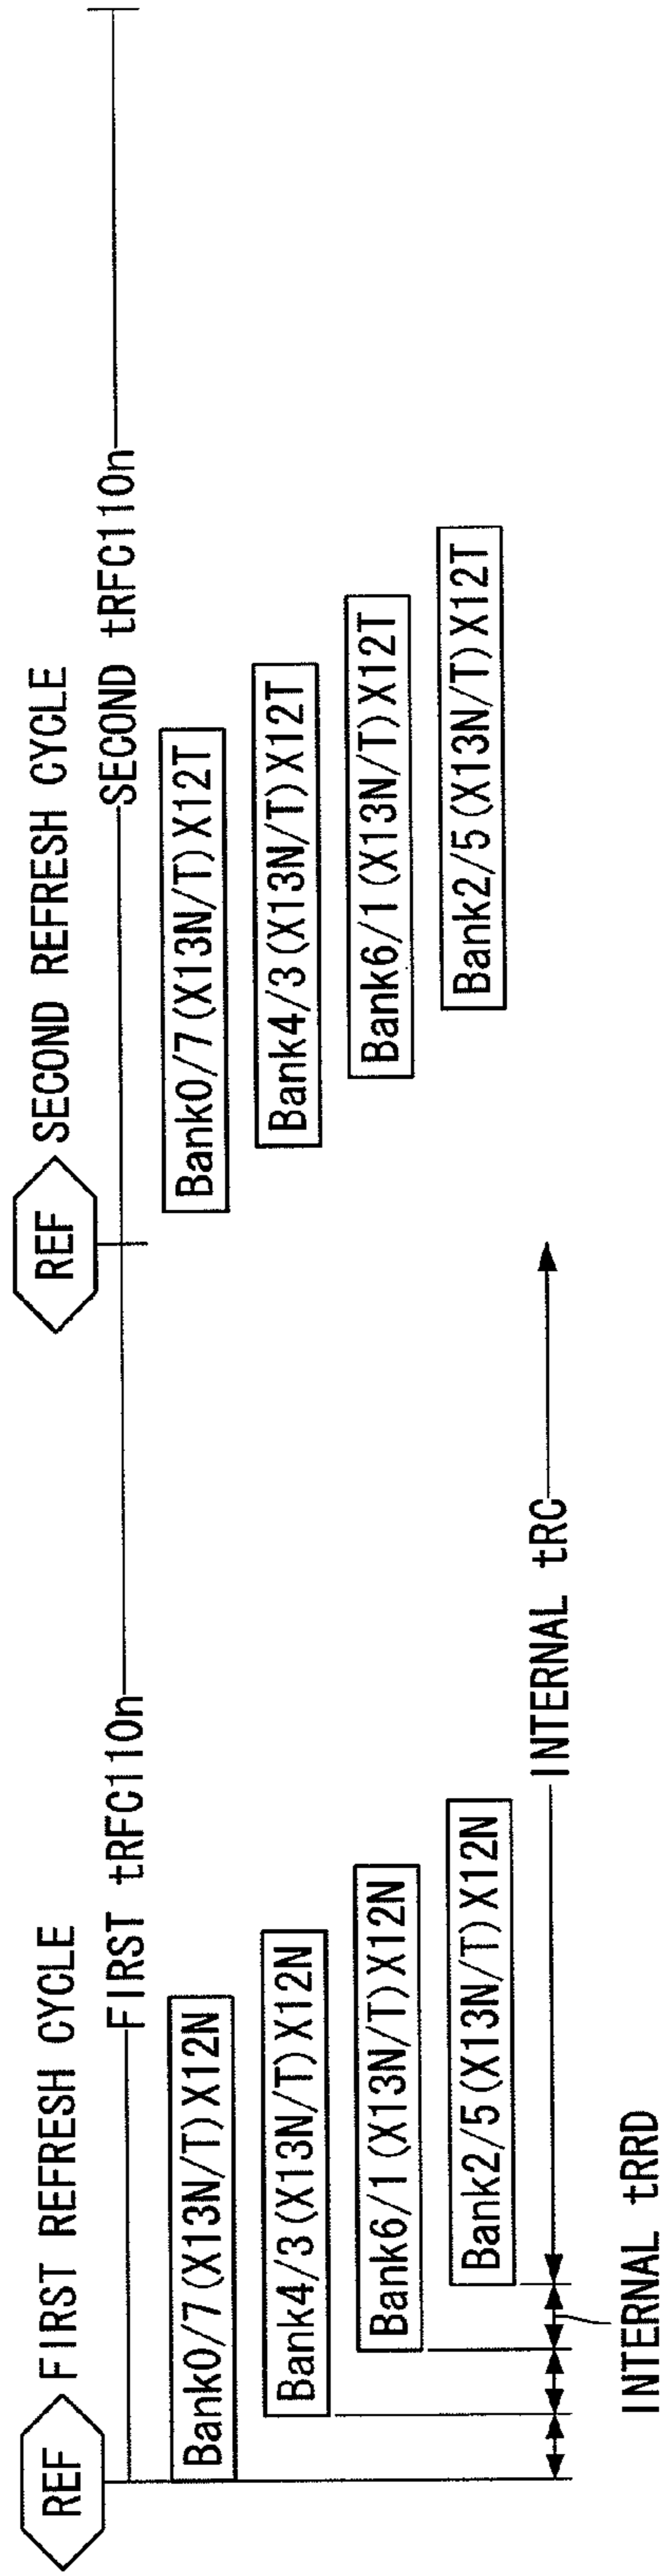 REF
FIRST REFRESH CYCLE
FIRST tRFC110n
Bank0/7(X13N/T)X12N
Bank4/3(X13N/T)X12N
Bank6/1(X13N/T)X12N
Bank2/5(X13N/T)X12N
INTERNAL tRRD
INTERNAL tRC
REF
SECOND REFRESH CYCLE
SECOND tRFC110n
Bank0/7(X13N/T)X12T
Bank4/3(X13N/T)X12T
Bank6/1(X13N/T)X12T
Bank2/5(X13N/T)X12T